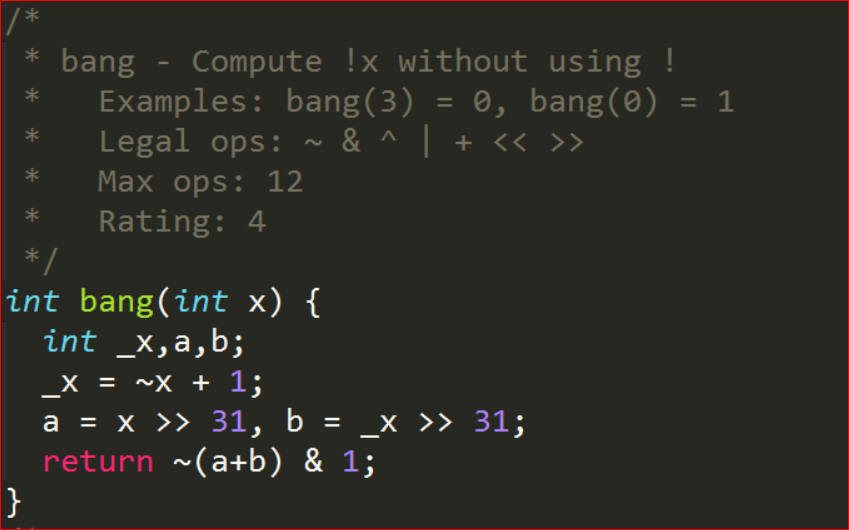 /*
 * bang - Compute !x without using !
 *   Examples: bang(3) = 0, bang(0) = 1
 *   Legal ops: ~ & ^ | + << >>
 *   Max ops: 12
 *   Rating: 4
 */
int bang(int x) {
  int _x,a,b;
  _x = ~x + 1;
  a = x >> 31, b = _x >> 31;
  return ~(a+b) & 1;
}